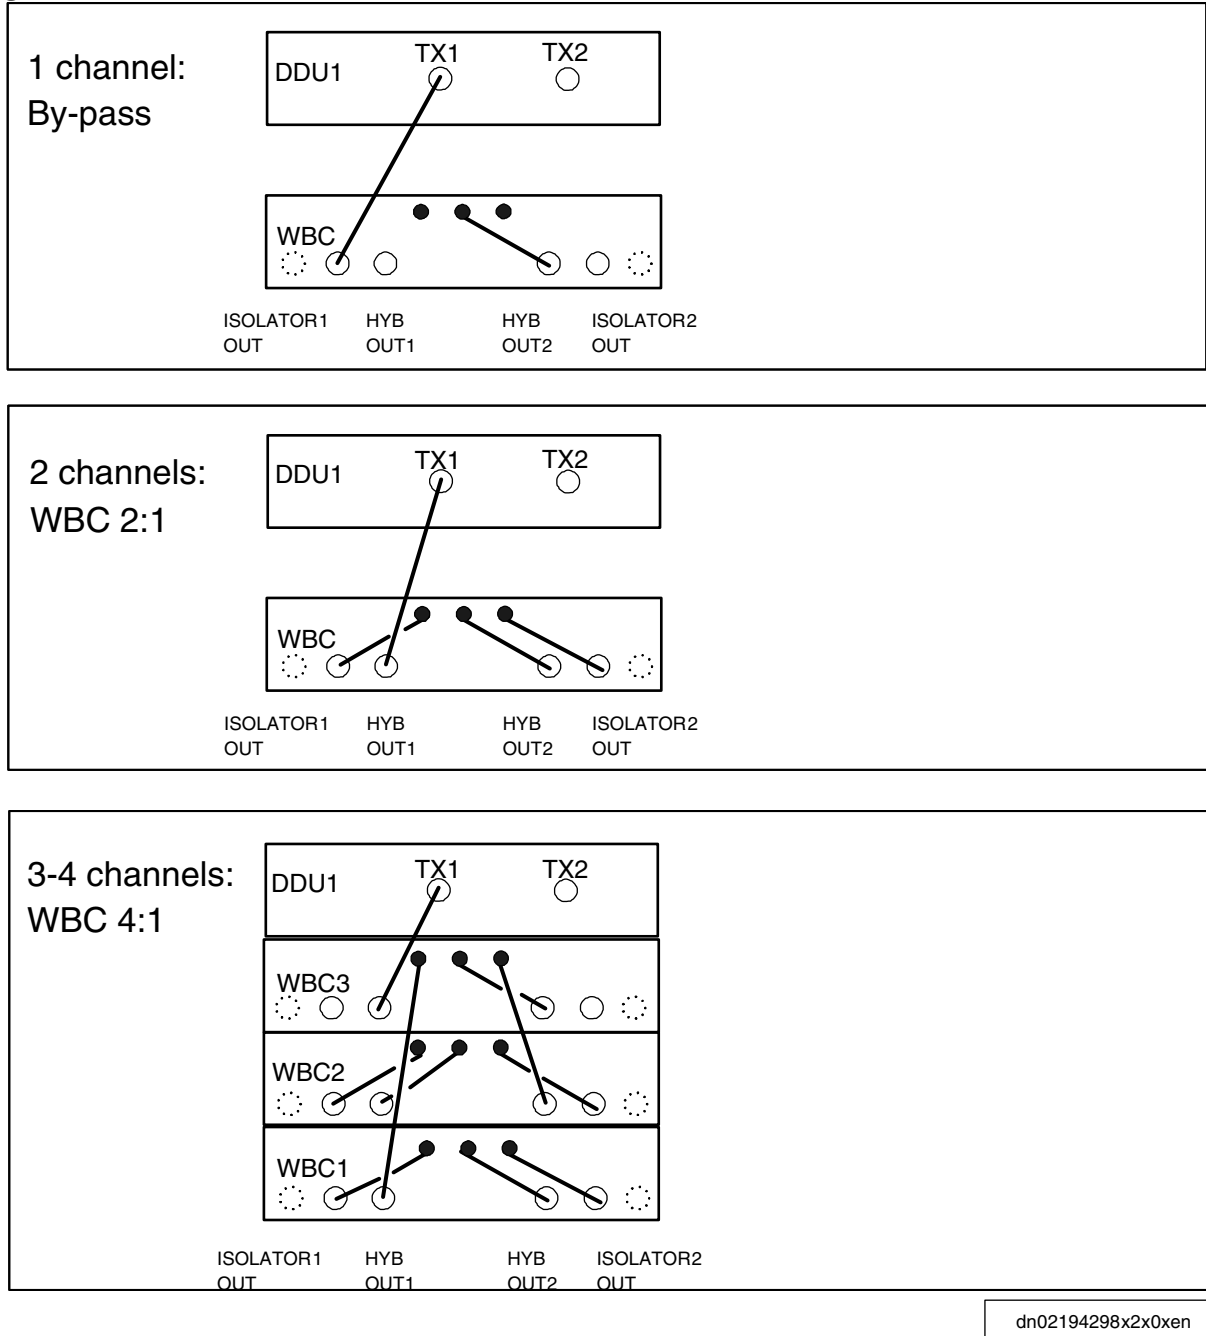 1 channel:
By-pass
DDU1 TX1 TX2
WBC
ISOLATOR1 HYB HYB ISOLATOR2
OUT OUT1 OUT2 OUT
2 channels:
WBC 2:1
DDU1 TX1 TX2
WBC
ISOLATOR1 HYB HYB ISOLATOR2
OUT OUT1 OUT2 OUT
3-4 channels:
WBC 4:1
DDU1 TX1 TX2
WBC3
WBC2
WBC1
ISOLATOR1 HYB HYB ISOLATOR2
OUT OUT1 OUT2 OUT
dn02194298x2x0xen